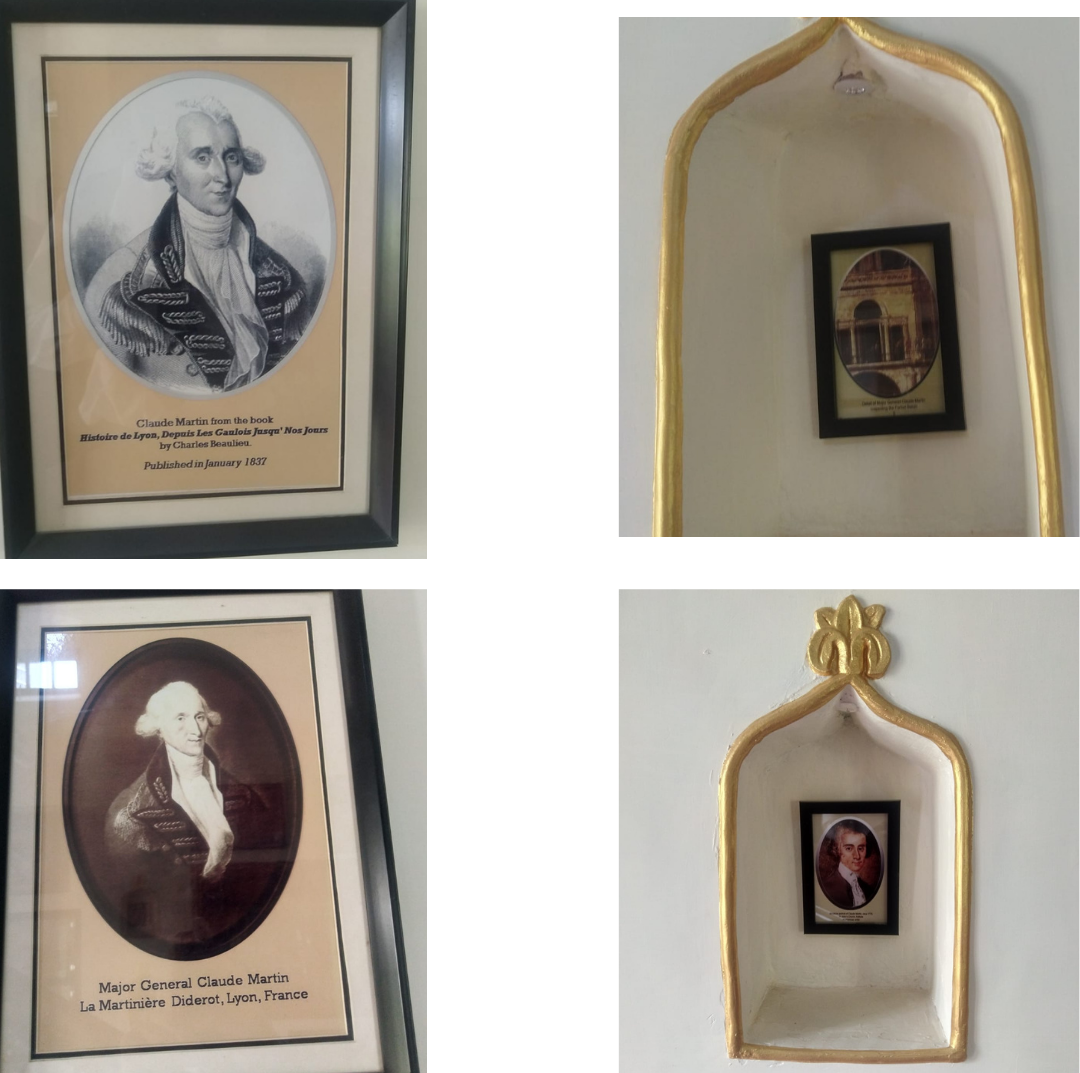 Claude Martin from the book
Histoire de Lyon, Depuis Les Gaulois Jusqu' Nos Jours
by Charles Beaulieu.
Published in January 1837
Major General Claude Martin
La Martinière Diderot, Lyon, France